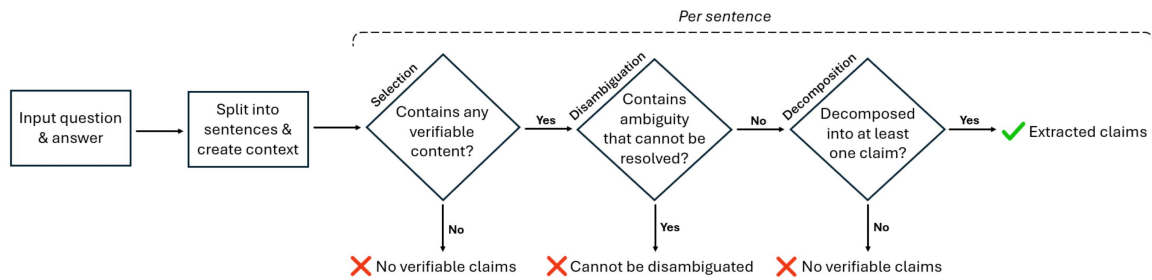 Per sentence
Input question
& answer
Split into
sentences &
create context
Selection
Contains any
verifiable
content?
Yes
Disambiguation
Contains
ambiguity
that cannot be
resolved?
No
Decomposition
Decomposed
into at least
one claim?
Yes
Extracted claims
No
Yes
No
No verifiable claims
Cannot be disambiguated
No verifiable claims